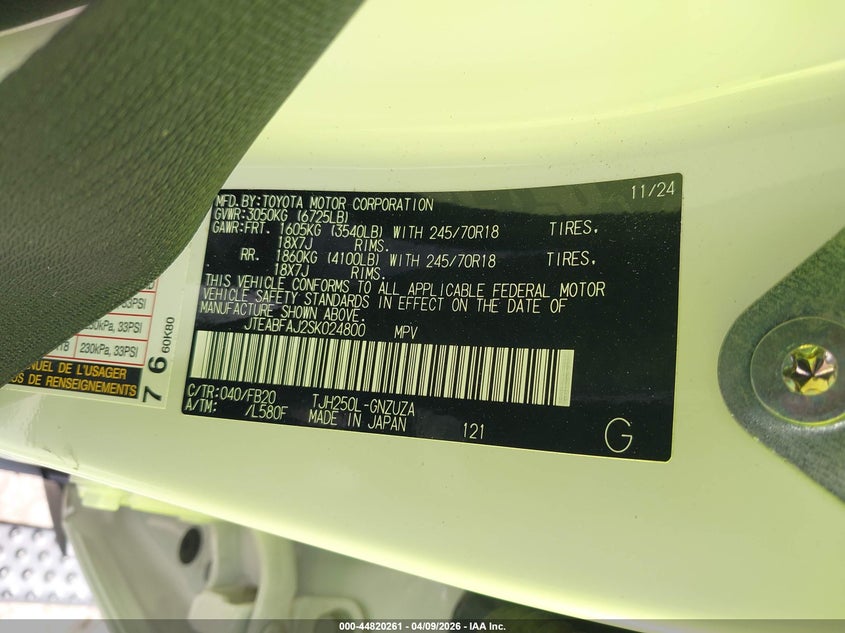 11/24
MFD.BY:TOYOTA MOTOR CORPORATION
GVWR:3050KG (6725LB)
GAWR:FRT. 1605KG (3540LB) WITH 245/70R18 TIRES,
18X7J RIMS.
RR. 1860KG (4100LB) WITH 245/70R18 TIRES,
18X7J RIMS.
THIS VEHICLE CONFORMS TO ALL APPLICABLE FEDERAL MOTOR
VEHICLE SAFETY STANDARDS IN EFFECT ON THE DATE OF
MANUFACTURE SHOWN ABOVE.
JTEABFAJ2SK024800 MPV
C/TR:040/FB20 TJH250L-GNZUZA
A/TM: /L580F MADE IN JAPAN 121 G
33PSI
33PSI
230kPa, 33PSI
DE L'USAGER
DE RENSEIGNEMENTS
7 6 60K80
000-44820261 - 04/09/2026 - IAA Inc.